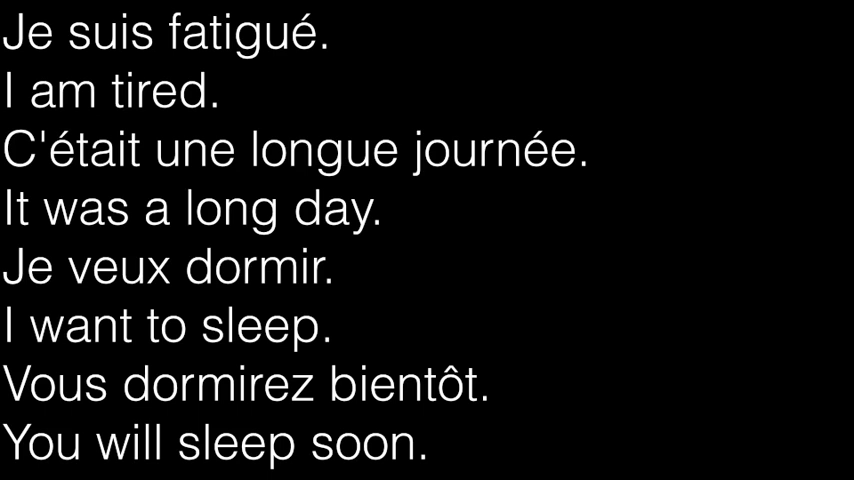 Je suis fatigué.
I am tired.
C'était une longue journée.
It was a long day.
Je veux dormir.
I want to sleep.
Vous dormirez bientôt.
You will sleep soon.